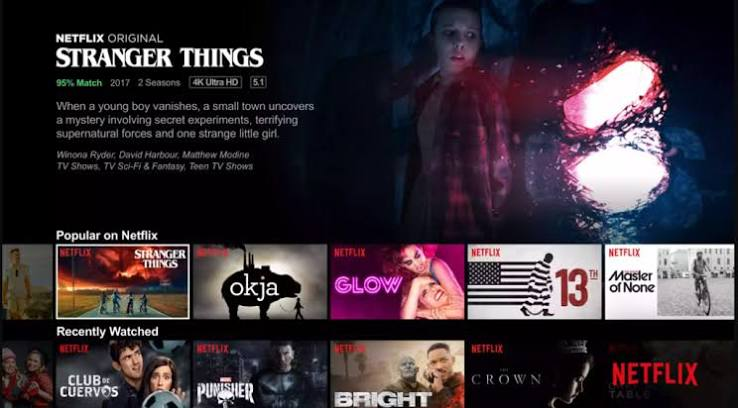 NETFLIX ORIGINAL
STRANGER THINGS
95% Match 2017 2 Seasons 4K Ultra HD 5.1
When a young boy vanishes, a small town uncovers
a mystery involving secret experiments, terrifying
supernatural forces and one strange little girl.
Winona Ryder, David Harbour, Matthew Modine
TV Shows, TV Sci-Fi & Fantasy, Teen TV Shows
Popular on Netflix
NETFLIX
STRANGER
THINGS
NETFLIX
okja
NETFLIX
GLOW
NETFLIX
13TH
NETFLIX
Master
of None
Recently Watched
NETFLIX
CLUB DE
CUERVOS
NETFLIX
MARVEL
PUNISHER
NETFLIX
BRIGHT
NETFLIX
THE
CROWN
NETFLIX
TABLE